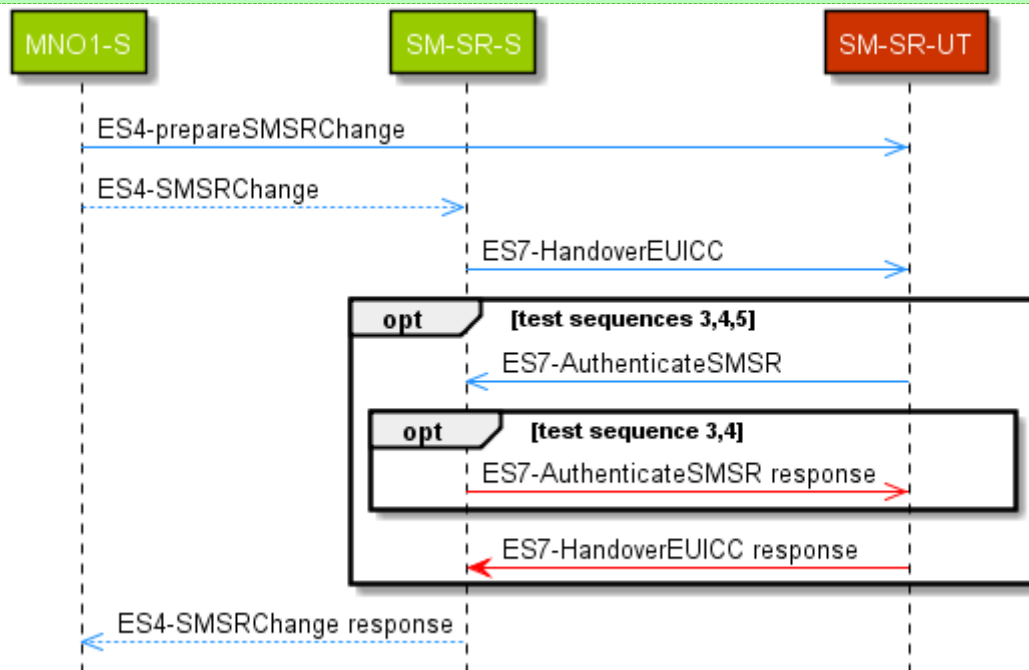 MNO1-S
SM-SR-S
SM-SR-UT
ES4-prepareSMSRChange
ES4-SMSRChange
ES7-HandoverEUICC
opt
[test sequences 3,4,5]
ES7-AuthenticateSMSR
opt
[test sequence 3,4]
ES7-AuthenticateSMSR response
ES7-HandoverEUICC response
ES4-SMSRChange response